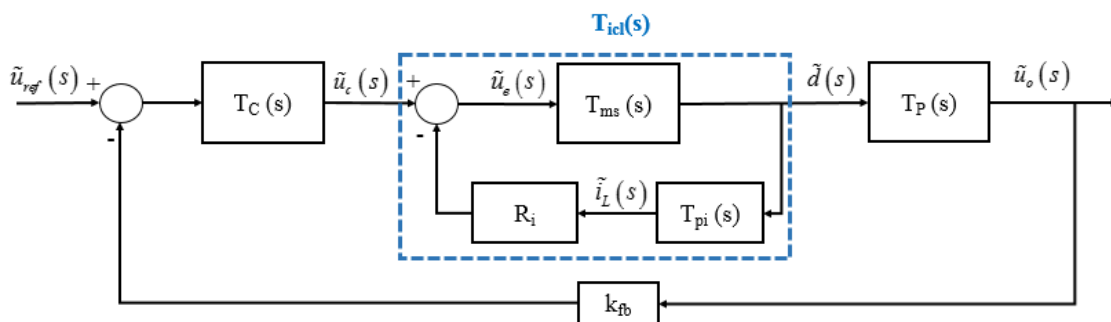 T_icl(s)
ũ_ref(s) + T_C (s) ũ_c(s) + ũ_e(s) T_ms(s) d̃(s) T_P (s) ũ_o(s)
- -
R_i ĩ_L(s) T_pi (s)
k_fb